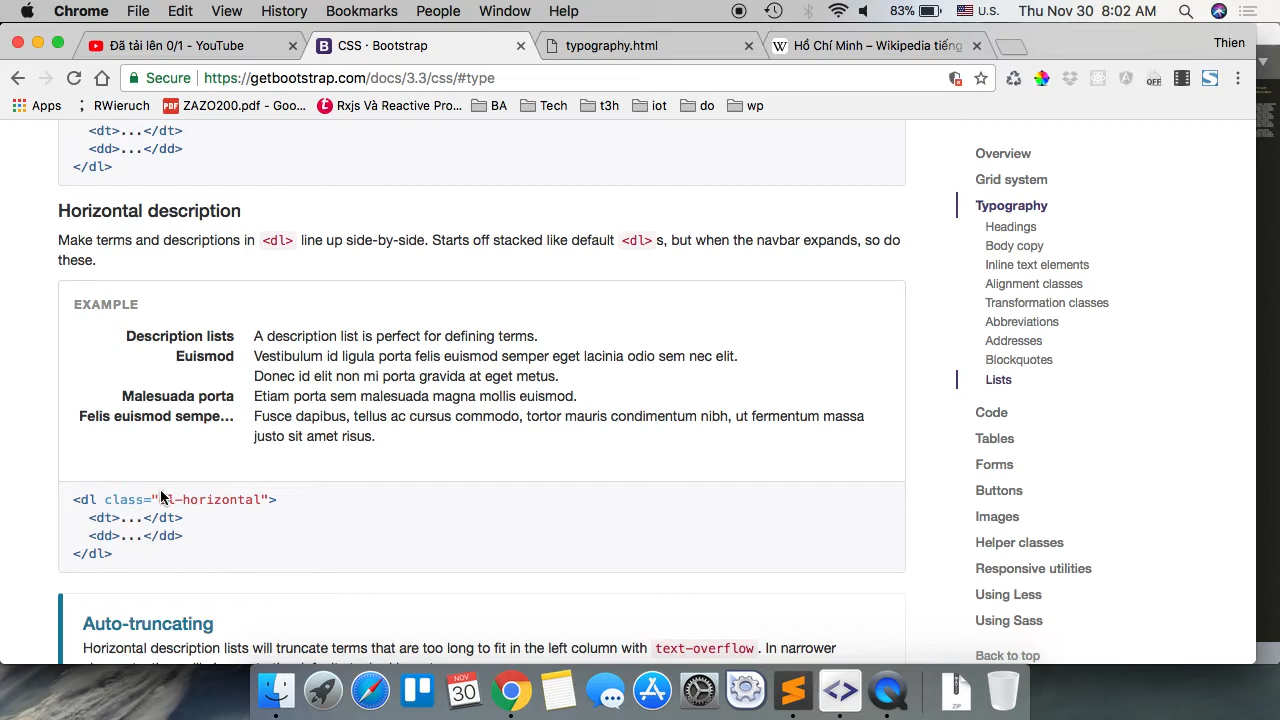 Chrome File Edit View History Bookmarks People Window Help 83% U.S. Thu Nov 30 8:02 AM
Đã tải lên 0/1 - YouTube CSS · Bootstrap typography.html Hồ Chí Minh – Wikipedia tiếng Thien
Secure https://getbootstrap.com/docs/3.3/css/#type OFF
Apps RWieruch PDF ZAZO200.pdf - Goo... Rxjs Và Reactive Pro... BA Tech t3h iot do wp
<dt>...</dt>
<dd>...</dd>
</dl>
Horizontal description
Make terms and descriptions in <dl> line up side-by-side. Starts off stacked like default <dl> s, but when the navbar expands, so do
these.
EXAMPLE
Description lists A description list is perfect for defining terms.
Euismod Vestibulum id ligula porta felis euismod semper eget lacinia odio sem nec elit.
Donec id elit non mi porta gravida at eget metus.
Malesuada porta Etiam porta sem malesuada magna mollis euismod.
Felis euismod sempe... Fusce dapibus, tellus ac cursus commodo, tortor mauris condimentum nibh, ut fermentum massa
justo sit amet risus.
<dl class="dl-horizontal">
<dt>...</dt>
<dd>...</dd>
</dl>
Auto-truncating
Horizontal description lists will truncate terms that are too long to fit in the left column with text-overflow . In narrower
Overview
Grid system
Typography
Headings
Body copy
Inline text elements
Alignment classes
Transformation classes
Abbreviations
Addresses
Blockquotes
Lists
Code
Tables
Forms
Buttons
Images
Helper classes
Responsive utilities
Using Less
Using Sass
Back to top
NOV
30
ZIP